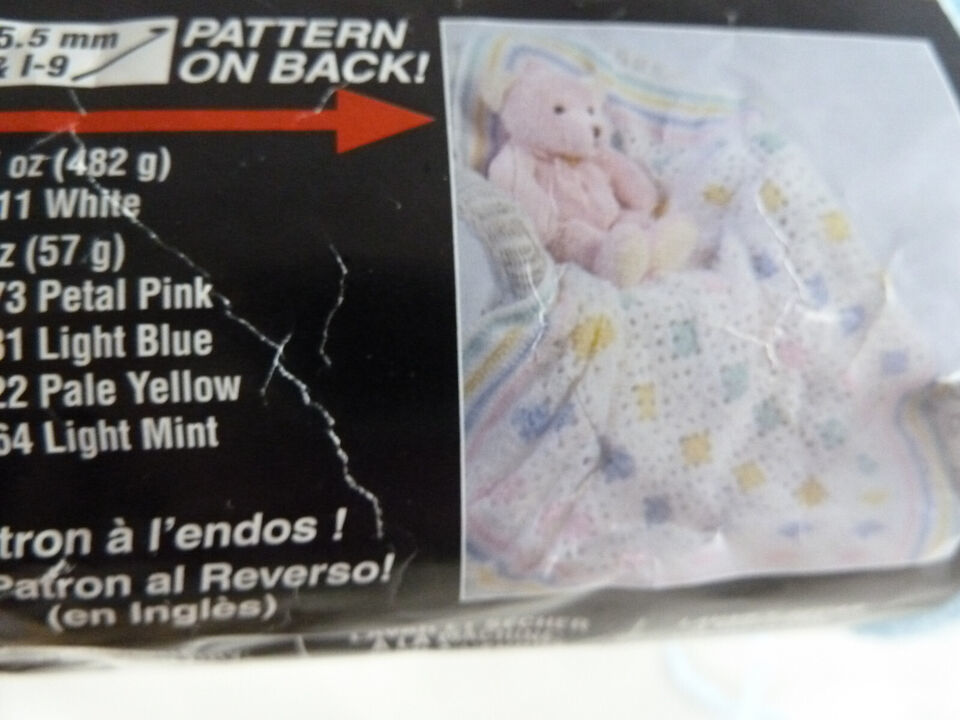 5.5 mm
& I-9
PATTERN
ON BACK!
oz (482 g)
11 White
z (57 g)
73 Petal Pink
31 Light Blue
22 Pale Yellow
64 Light Mint
tron à l'endos !
Patron al Reverso!
(en Inglès)